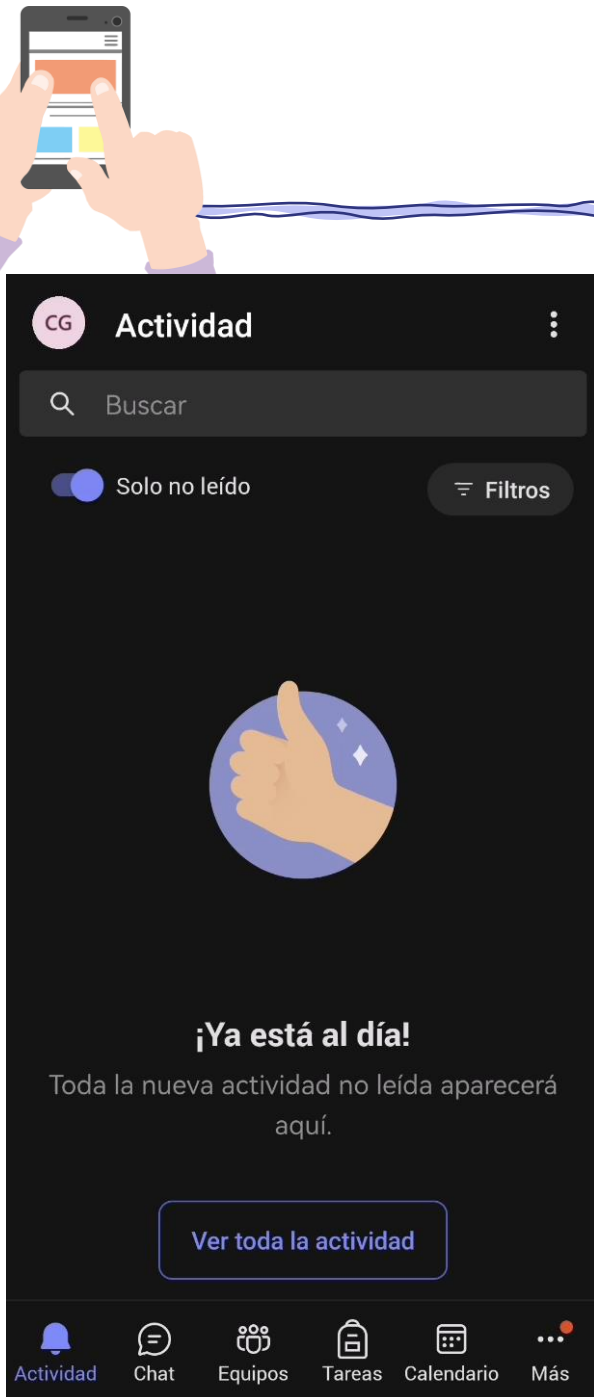 CG
Actividad
Buscar
Solo no leído
Filtros
¡Ya está al día!
Toda la nueva actividad no leída aparecerá
aquí.
Ver toda la actividad
Actividad Chat Equipos Tareas Calendario Más